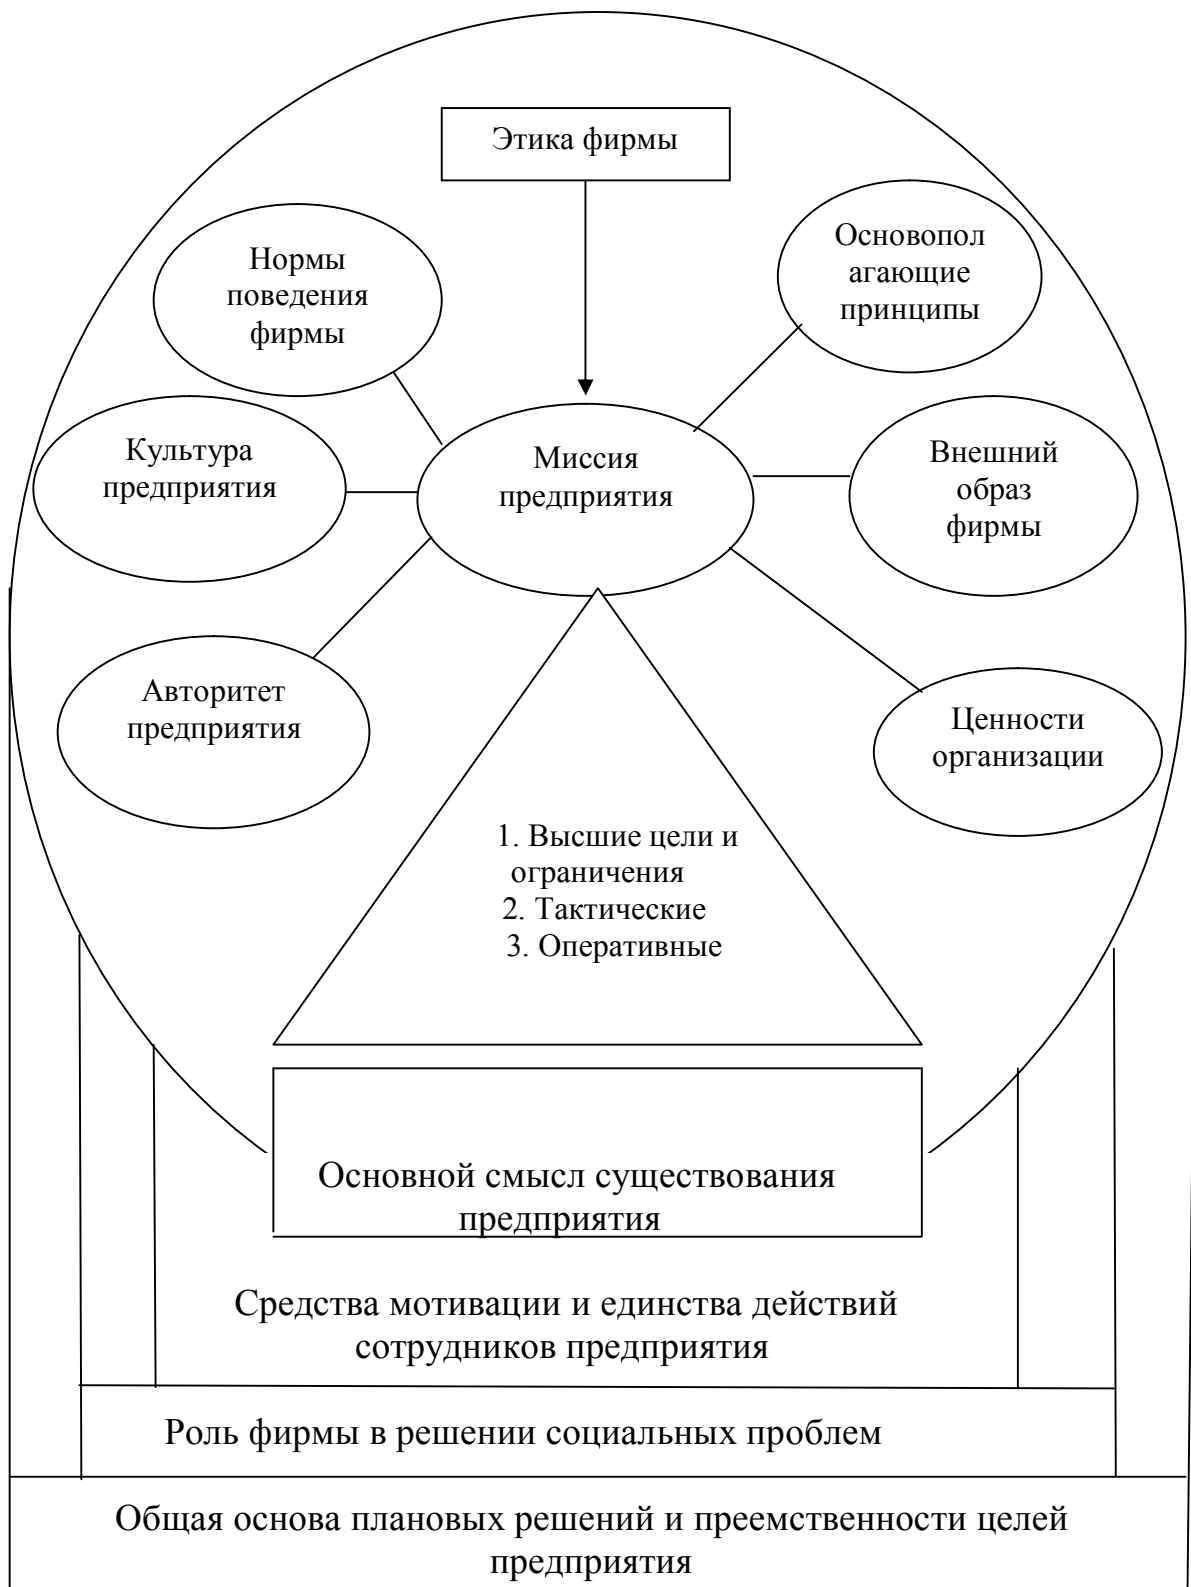 Этика фирмы
Нормы
поведения
фирмы
Основопол
агающие
принципы
Культура
предприятия
Миссия
предприятия
Внешний
образ
фирмы
Авторитет
предприятия
Ценности
организации
1. Высшие цели и
ограничения
2. Тактические
3. Оперативные
Основной смысл существования
предприятия
Средства мотивации и единства действий
сотрудников предприятия
Роль фирмы в решении социальных проблем
Общая основа плановых решений и преемственности целей
предприятия